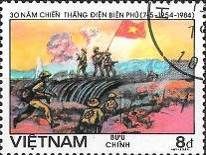 30 NĂM CHIẾN THẮNG ĐIỆN BIÊN PHỦ (7-5-1954-1984)
VIỆTNAM
BƯU
CHÍNH
8đ